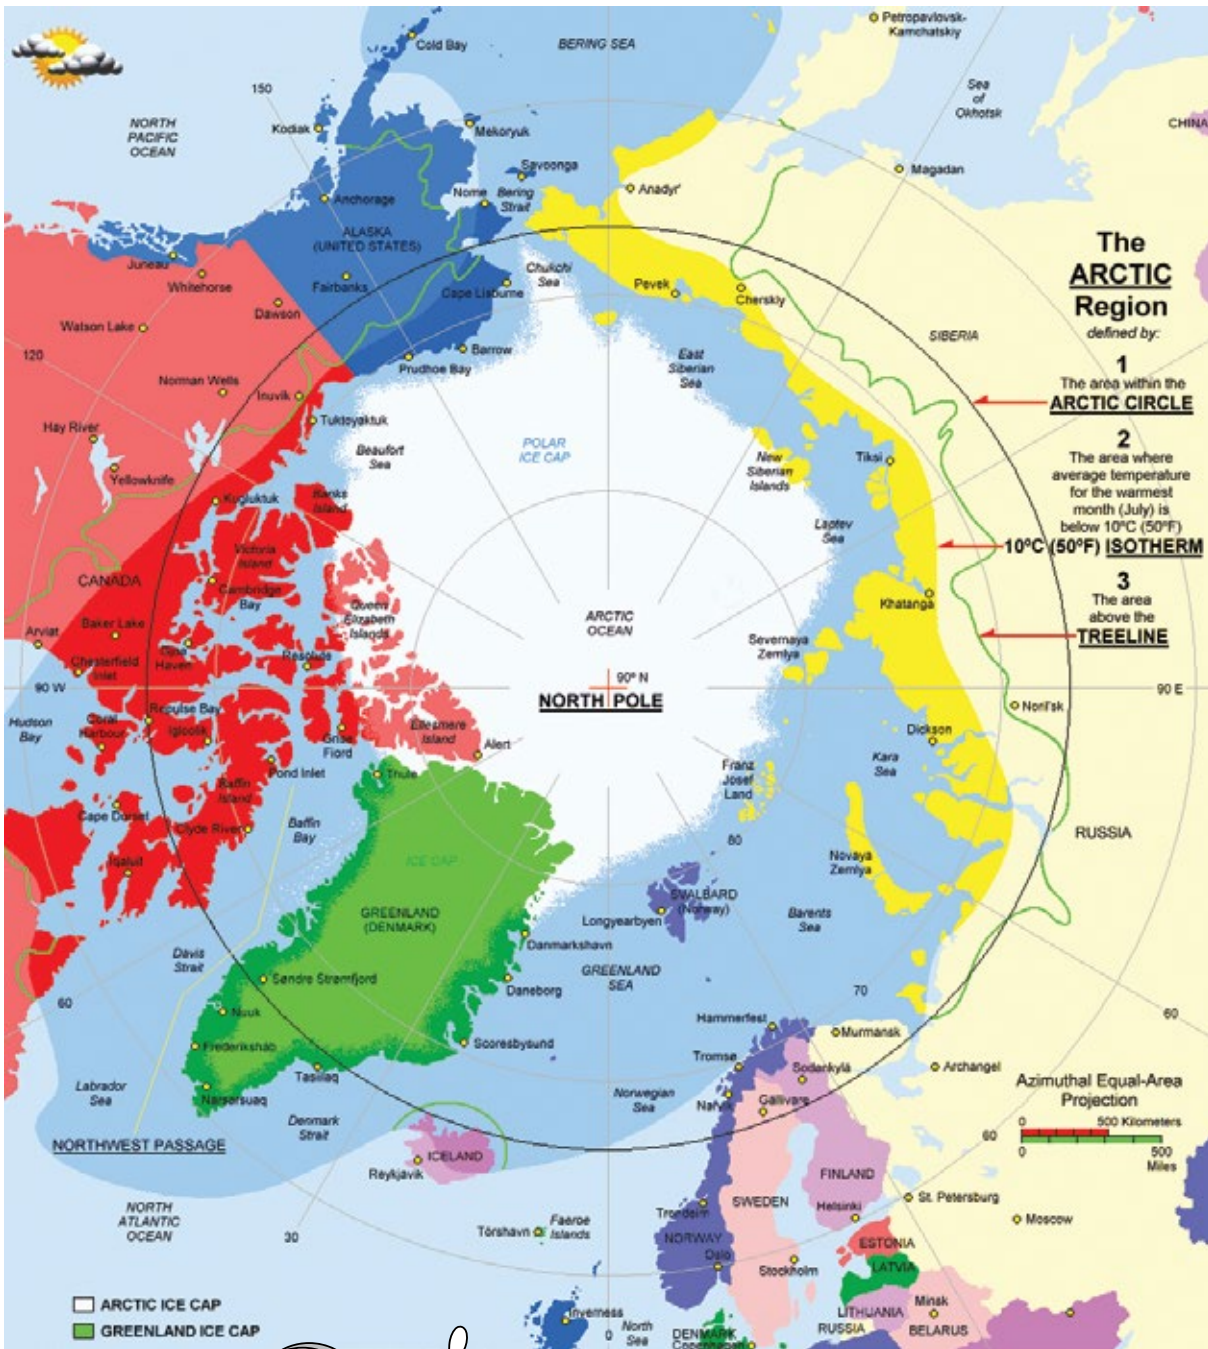 Petropavlovsk-
Kamchatskiy
Cold Bay
BERING SEA
150
Sea
of
Okhotsk
NORTH
PACIFIC
OCEAN
Kodiak
Mekoryuk
CHINA
Savoonga
Magadan
Anchorage
Nome
Bering
Strait
Anadyr'
ALASKA
(UNITED STATES)
The
ARCTIC
Region
defined by:
Juneau
Whitehorse
Fairbanks
Chukchi
Sea
Cape Lisburne
Pevek
Cherskiy
Dawson
Watson Lake
SIBERIA
120
Barrow
Prudhoe Bay
East
Siberian
Sea
1
The area within the
ARCTIC CIRCLE
Norman Wells
Inuvik
Tuktoyaktuk
Hay River
Beaufort
Sea
POLAR
ICE CAP
New
Siberian
Islands
Tiksi
2
The area where
average temperature
for the warmest
month (July) is
below 10ºC (50ºF)
10ºC (50ºF) ISOTHERM
Yellowknife
Kugluktuk
Banks
Island
Laptev
Sea
Victoria
Island
CANADA
Cambridge
Bay
Queen
Elizabeth
Islands
ARCTIC
OCEAN
Khatanga
3
The area
above the
TREELINE
Arviat
Baker Lake
Gjoa
Haven
Resolute
Severnaya
Zemlya
Chesterfield
Inlet
90 W
90º N
NORTH POLE
90 E
Hudson
Bay
Coral
Harbour
Repulse Bay
Igloolik
Grise
Fiord
Ellesmere
Island
Alert
Noril'sk
Dickson
Kara
Sea
Pond Inlet
Thule
Baffin
Island
Franz
Josef
Land
Cape Dorset
Clyde River
Baffin
Bay
RUSSIA
80
Iqaluit
ICE CAP
Novaya
Zemlya
GREENLAND
(DENMARK)
SVALBARD
(Norway)
Longyearbyen
Barents
Sea
Danmarkshavn
Davis
Strait
GREENLAND
SEA
Søndre Strømfjord
Daneborg
60
70
Nuuk
Hammerfest
Murmansk
60
Frederikshåb
Scoresbysund
Tromsø
Archangel
Tasiilaq
Sodankylä
Azimuthal Equal-Area
Projection
Labrador
Sea
Narsarsuaq
Norwegian
Sea
Narvik
Gällivare
0
500 Kilometers
Denmark
Strait
60
0
500
Miles
NORTHWEST PASSAGE
ICELAND
Reykjavik
FINLAND
NORTH
ATLANTIC
OCEAN
SWEDEN
St. Petersburg
Helsinki
Trondeim
Moscow
30
Tórshavn
Faeroe
Islands
NORWAY
ESTONIA
Oslo
Stockholm
LATVIA
ARCTIC ICE CAP
Inverness
LITHUANIA
Minsk
GREENLAND ICE CAP
0
North
Sea
DENMARK
Copenhagen
RUSSIA
BELARUS